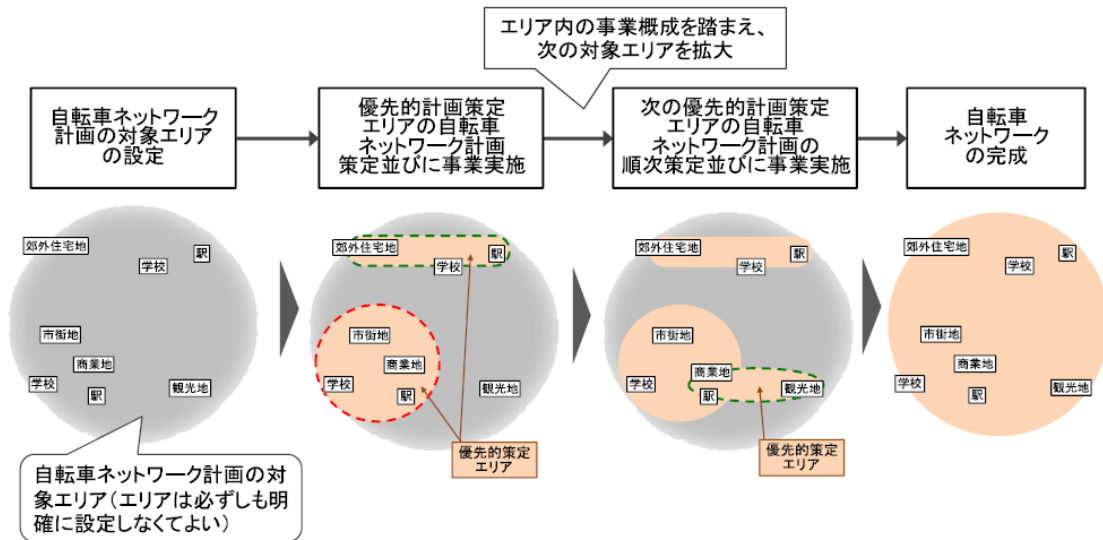 エリア内の事業概成を踏まえ、
次の対象エリアを拡大
自転車ネットワーク
計画の対象エリア
の設定
優先的計画策定
エリアの自転車
ネットワーク計画
策定並びに事業実施
次の優先的計画策定
エリアの自転車
ネットワーク計画の
順次策定並びに事業実施
自転車
ネットワーク
の完成
郊外住宅地
駅
学校
市街地
商業地
学校
駅
観光地
自転車ネットワーク計画の対
象エリア(エリアは必ずしも明
確に設定しなくてよい)
郊外住宅地
駅
学校
市街地
商業地
学校
駅
観光地
優先的策定
エリア
郊外住宅地
駅
学校
市街地
商業地
学校
駅
観光地
優先的策定
エリア
郊外住宅地
駅
学校
市街地
商業地
学校
駅
観光地